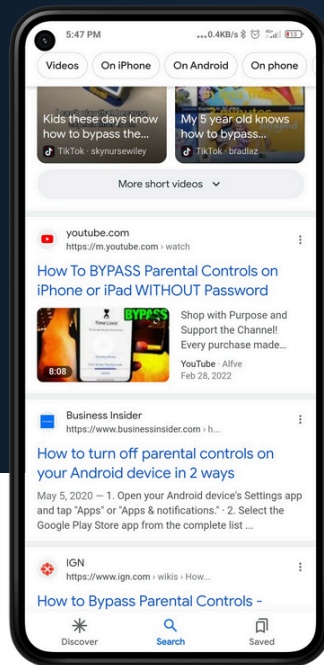 5:47 PM
...0.4KB/s
Videos
On iPhone
On Android
On phone
Kids these days know
how to bypass the...
TikTok · skynursewiley
My 5 year old knows
how to bypass...
TikTok · bradlaz
More short videos
youtube.com
https://m.youtube.com › watch
How To BYPASS Parental Controls on
iPhone or iPad WITHOUT Password
BYPASS
Time Limit
8:08
Shop with Purpose and
Support the Channel!
Every purchase made...
YouTube · Alfve
Feb 28, 2022
Business Insider
https://www.businessinsider.com › h...
How to turn off parental controls on
your Android device in 2 ways
May 5, 2020 — 1. Open your Android device's Settings app
and tap "Apps" or "Apps & notifications." · 2. Select the
Google Play Store app from the complete list ...
IGN
https://www.ign.com › wikis › How...
How to Bypass Parental Controls -
Discover
Search
Saved